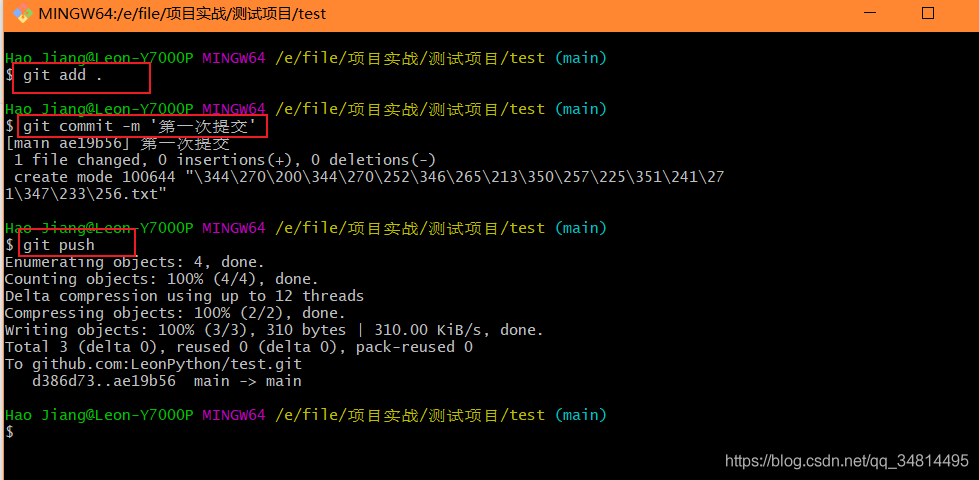 MINGW64:/e/file/项目实战/测试项目/test
Hao Jiang@Leon-Y7000P MINGW64 /e/file/项目实战/测试项目/test (main)
$ git add .
Hao Jiang@Leon-Y7000P MINGW64 /e/file/项目实战/测试项目/test (main)
$ git commit -m '第一次提交'
[main ae19b56] 第一次提交
 1 file changed, 0 insertions(+), 0 deletions(-)
 create mode 100644 "\344\270\200\344\270\252\346\265\213\350\257\225\351\241\27
1\347\233\256.txt"
Hao Jiang@Leon-Y7000P MINGW64 /e/file/项目实战/测试项目/test (main)
$ git push
Enumerating objects: 4, done.
Counting objects: 100% (4/4), done.
Delta compression using up to 12 threads
Compressing objects: 100% (2/2), done.
Writing objects: 100% (3/3), 310 bytes | 310.00 KiB/s, done.
Total 3 (delta 0), reused 0 (delta 0), pack-reused 0
To github.com:LeonPython/test.git
   d386d73..ae19b56  main -> main
Hao Jiang@Leon-Y7000P MINGW64 /e/file/项目实战/测试项目/test (main)
$
https://blog.csdn.net/qq_34814495